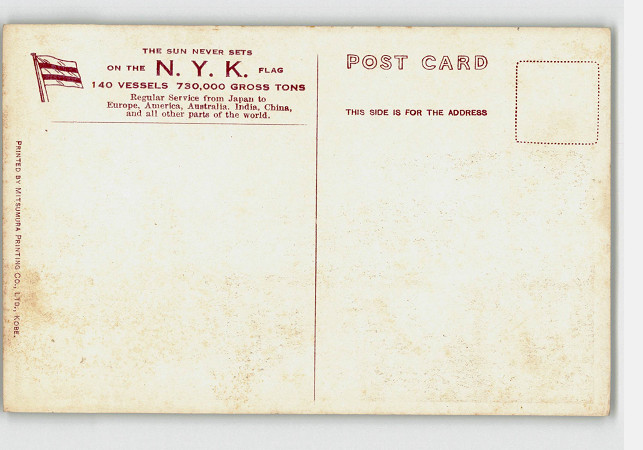 THE SUN NEVER SETS
ON THE N. Y. K. FLAG
140 VESSELS 730,000 GROSS TONS
Regular Service from Japan to
Europe, America, Australia, India, China,
and all other parts of the world.
POST CARD
THIS SIDE IS FOR THE ADDRESS
PRINTED BY MITSUMURA PRINTING CO., LTD., KOBE.